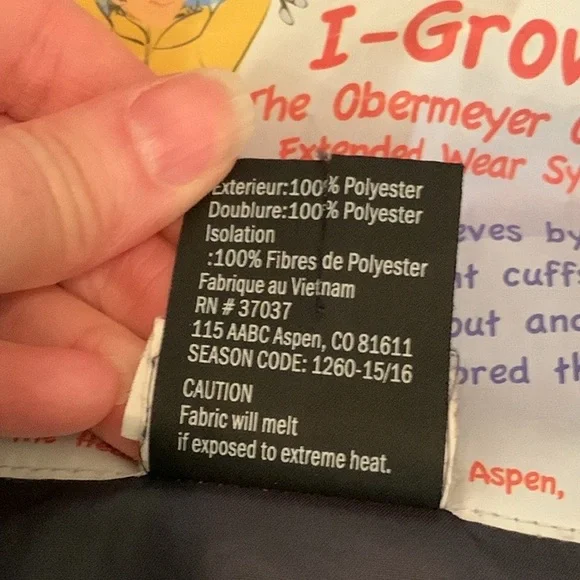 I-Grow
The Obermeyer
Extended Wear Sy
Exterieur:100% Polyester
Doublure:100% Polyester
Isolation
:100% Fibres de Polyester
Fabrique au Vietnam
RN # 37037
115 AABC Aspen, CO 81611
SEASON CODE: 1260-15/16
CAUTION
Fabric will melt
if exposed to extreme heat.
eves by
t cuffs
out and
ored th
Aspen,